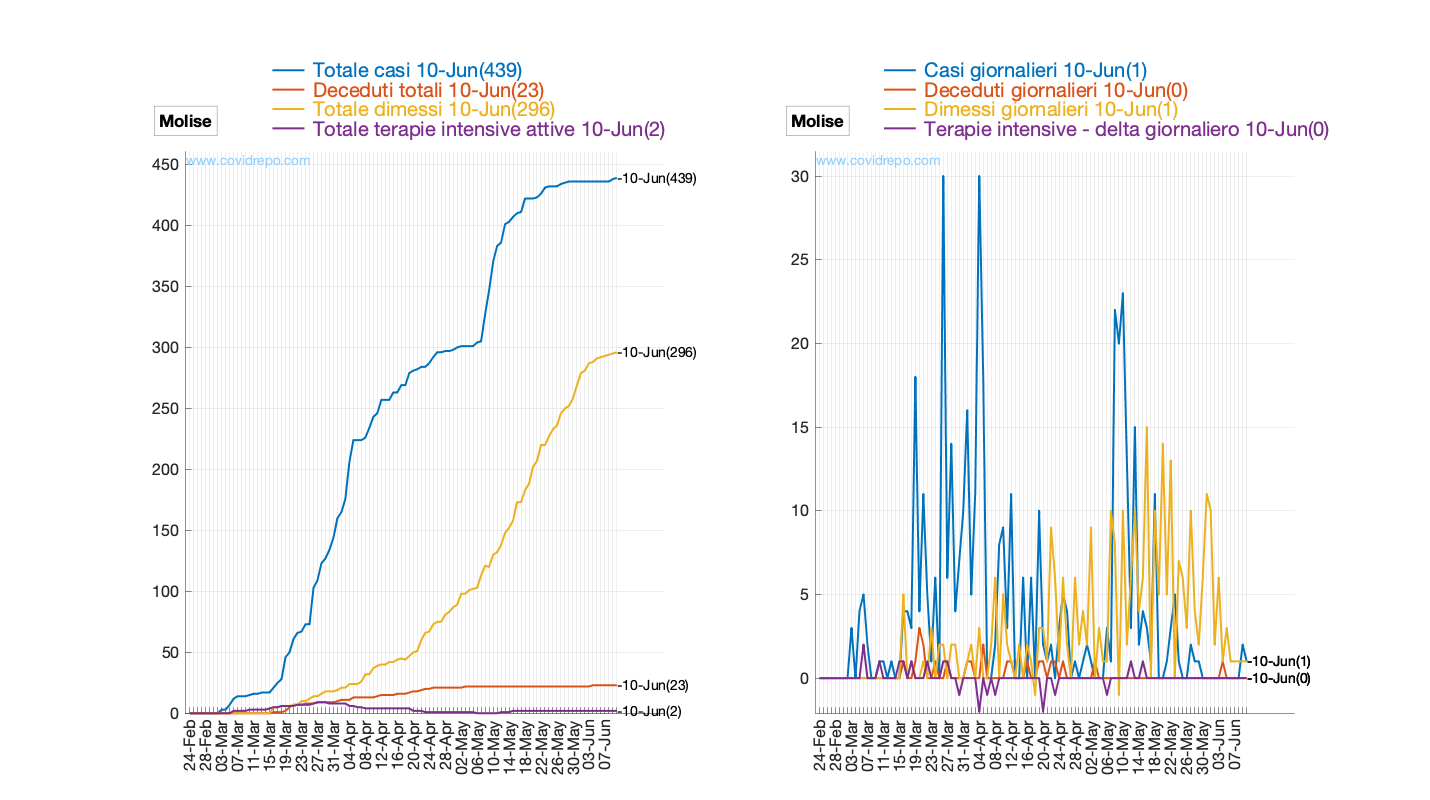 Totale casi 10-Jun(439)
Deceduti totali 10-Jun(23)
Totale dimessi 10-Jun(296)
Totale terapie intensive attive 10-Jun(2)
Molise
www.covidrepo.com
450
400
350
300
250
200
150
100
50
0
10-Jun(439)
10-Jun(296)
10-Jun(23)
10-Jun(2)
24-Feb
28-Feb
03-Mar
07-Mar
11-Mar
15-Mar
19-Mar
23-Mar
27-Mar
31-Mar
04-Apr
08-Apr
12-Apr
16-Apr
20-Apr
24-Apr
28-Apr
02-May
06-May
10-May
14-May
18-May
22-May
26-May
30-May
03-Jun
07-Jun
Casi giornalieri 10-Jun(1)
Deceduti giornalieri 10-Jun(0)
Dimessi giornalieri 10-Jun(1)
Terapie intensive - delta giornaliero 10-Jun(0)
Molise
www.covidrepo.com
30
25
20
15
10
5
0
10-Jun(1)
10-Jun(0)
24-Feb
28-Feb
03-Mar
07-Mar
11-Mar
15-Mar
19-Mar
23-Mar
27-Mar
31-Mar
04-Apr
08-Apr
12-Apr
16-Apr
20-Apr
24-Apr
28-Apr
02-May
06-May
10-May
14-May
18-May
22-May
26-May
30-May
03-Jun
07-Jun